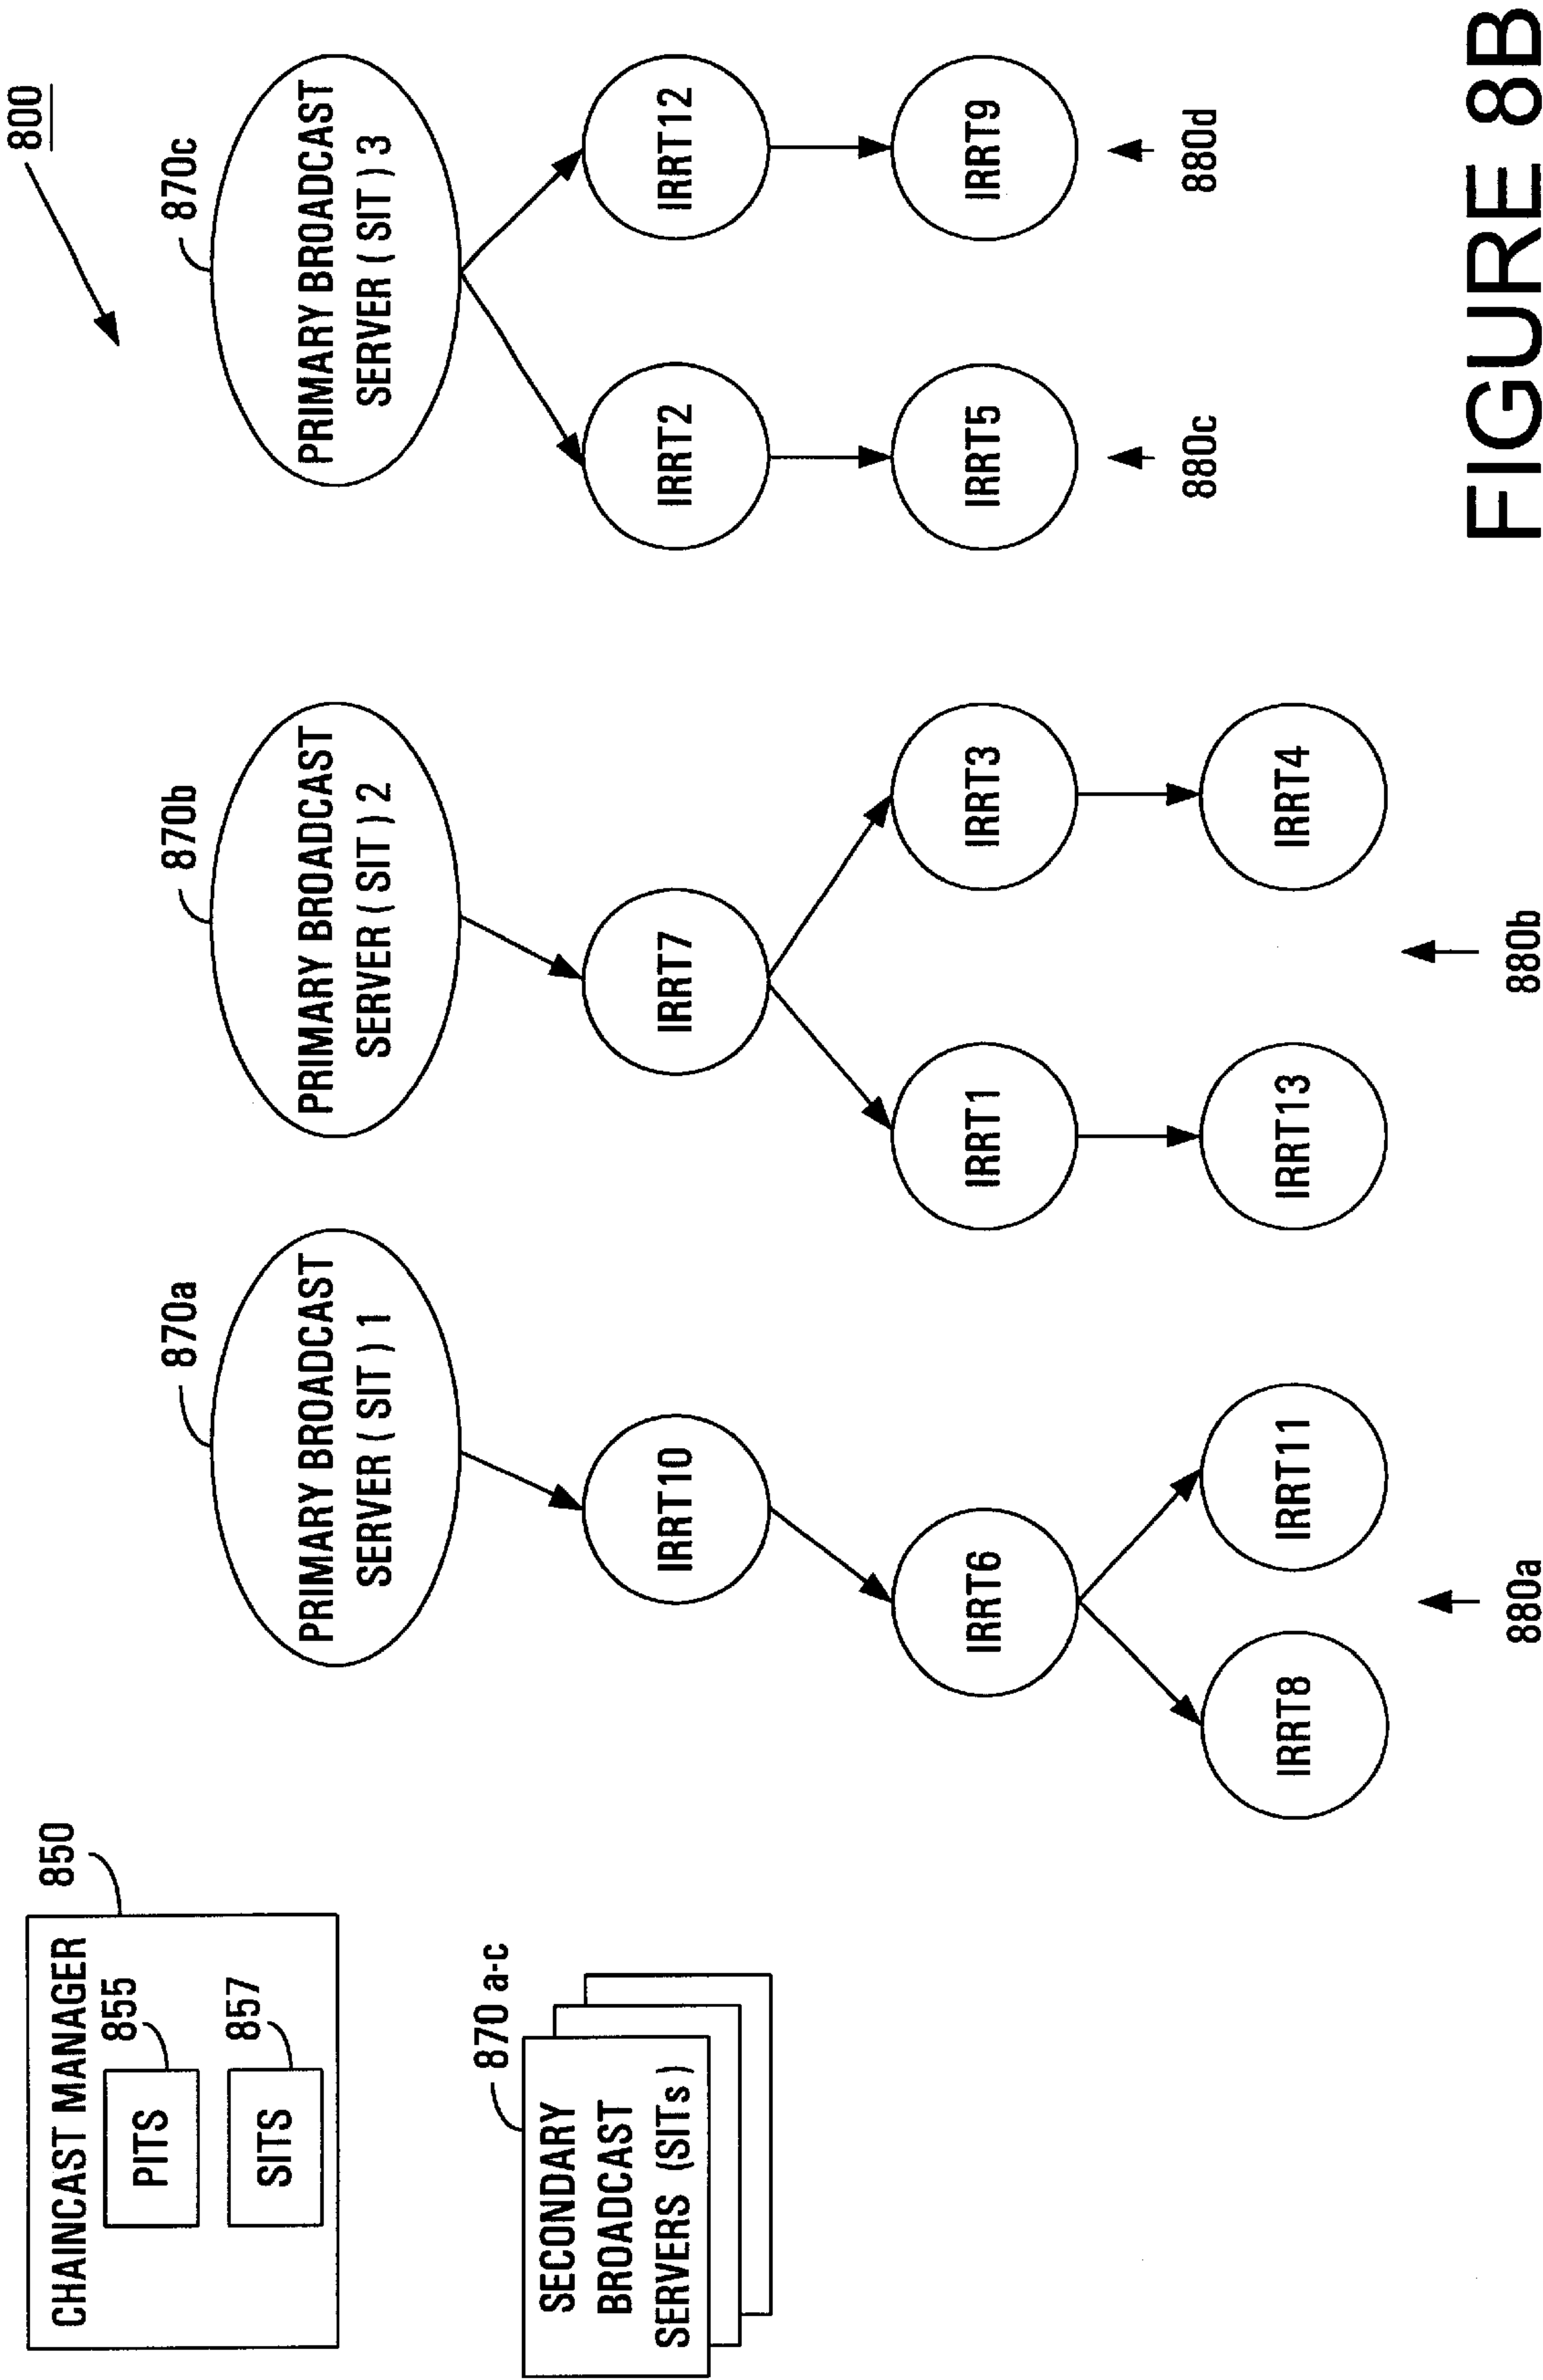 800
CHAINCAST MANAGER
850
PITS
855
SITS
857
SECONDARY
BROADCAST
SERVERS (SITs)
870 a-c
870a
PRIMARY BROADCAST
SERVER ( SIT ) 1
IRRT10
IRRT6
IRRT8
IRRT11
880a
870b
PRIMARY BROADCAST
SERVER ( SIT ) 2
IRRT7
IRRT1
IRRT3
IRRT13
IRRT4
880b
870c
PRIMARY BROADCAST
SERVER ( SIT ) 3
IRRT2
IRRT12
IRRT5
IRRT9
880c
880d
FIGURE 8B